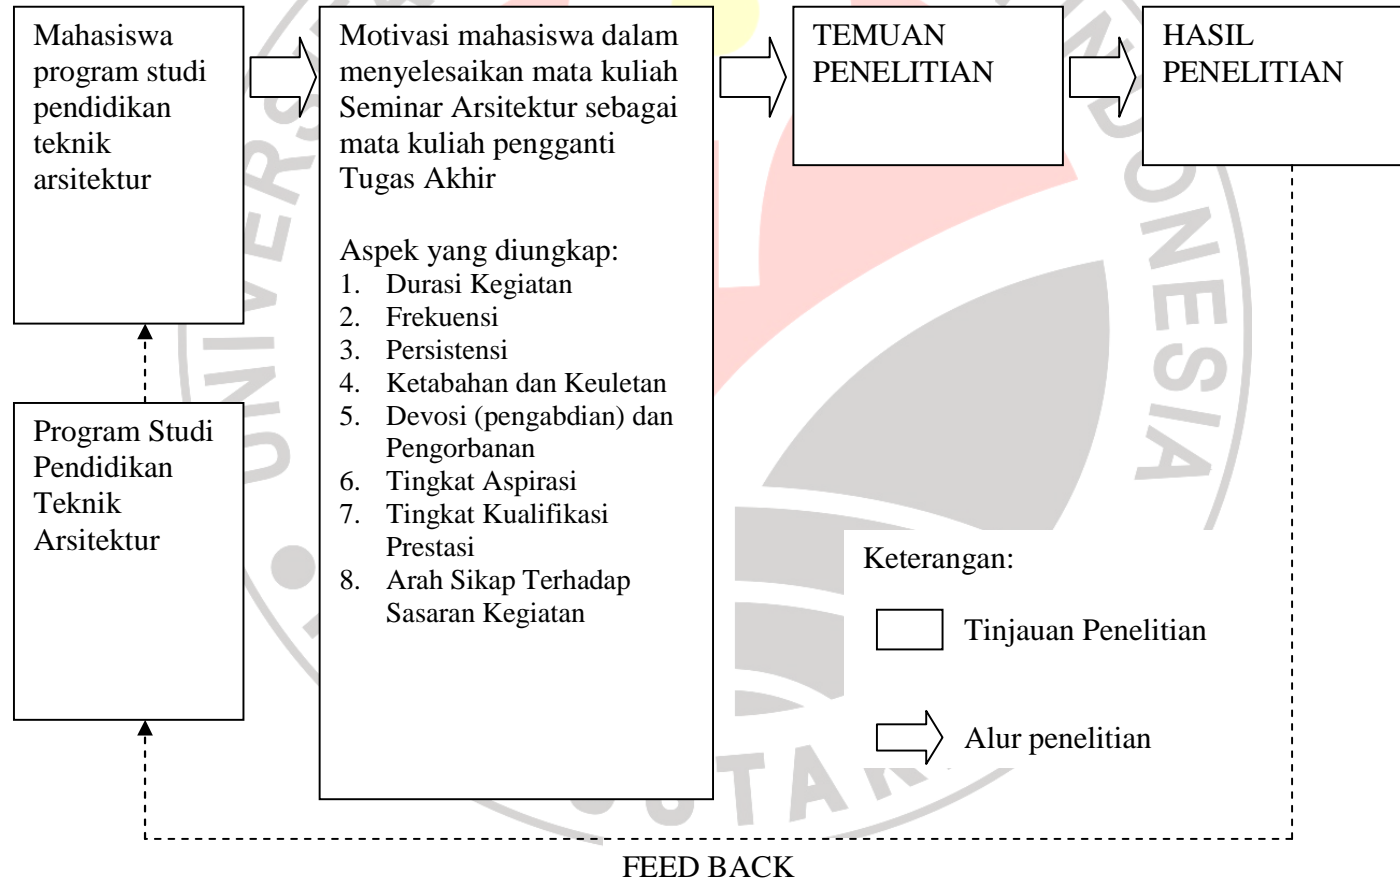 Mahasiswa
program studi
pendidikan
teknik
arsitektur
Motivasi mahasiswa dalam
menyelesaikan mata kuliah
Seminar Arsitektur sebagai
mata kuliah pengganti
Tugas Akhir
Aspek yang diungkap:
1. Durasi Kegiatan
2. Frekuensi
3. Persistensi
4. Ketabahan dan Keuletan
5. Devosi (pengabdian) dan
Pengorbanan
6. Tingkat Aspirasi
7. Tingkat Kualifikasi
Prestasi
8. Arah Sikap Terhadap
Sasaran Kegiatan
TEMUAN
PENELITIAN
HASIL
PENELITIAN
Program Studi
Pendidikan
Teknik
Arsitektur
Keterangan:
Tinjauan Penelitian
Alur penelitian
FEED BACK